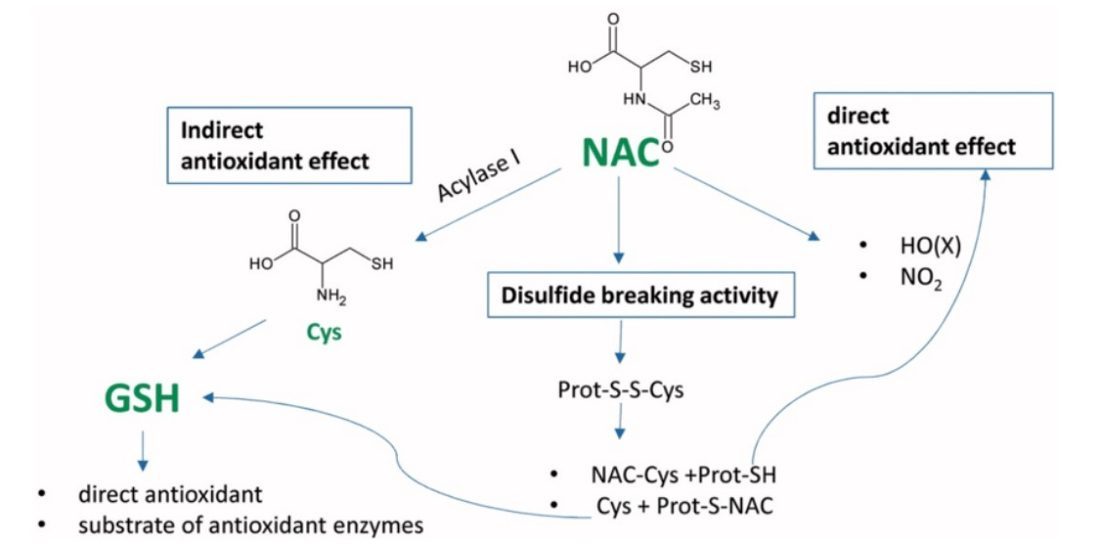 O
HO
SH
HN
CH₃
O
NAC
Indirect
antioxidant effect
direct
antioxidant effect
Acylase I
O
HO
SH
NH₂
Cys
• HO(X)
• NO₂
Disulfide breaking activity
Prot-S-S-Cys
GSH
• NAC-Cys +Prot-SH
• Cys + Prot-S-NAC
• direct antioxidant
• substrate of antioxidant enzymes